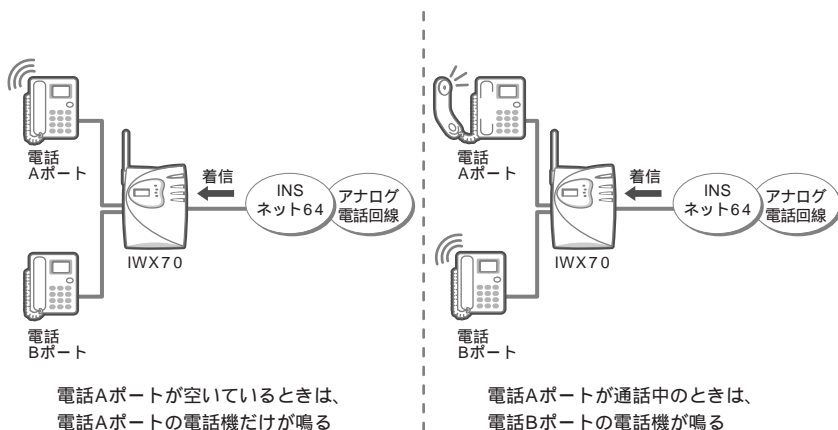 電話
Aポート
着信
INS
ネット64
アナログ
電話回線
IWX70
電話
Bポート
電話Aポートが空いているときは、
電話Aポートの電話機だけが鳴る
電話
Aポート
着信
INS
ネット64
アナログ
電話回線
IWX70
電話
Bポート
電話Aポートが通話中のときは、
電話Bポートの電話機が鳴る